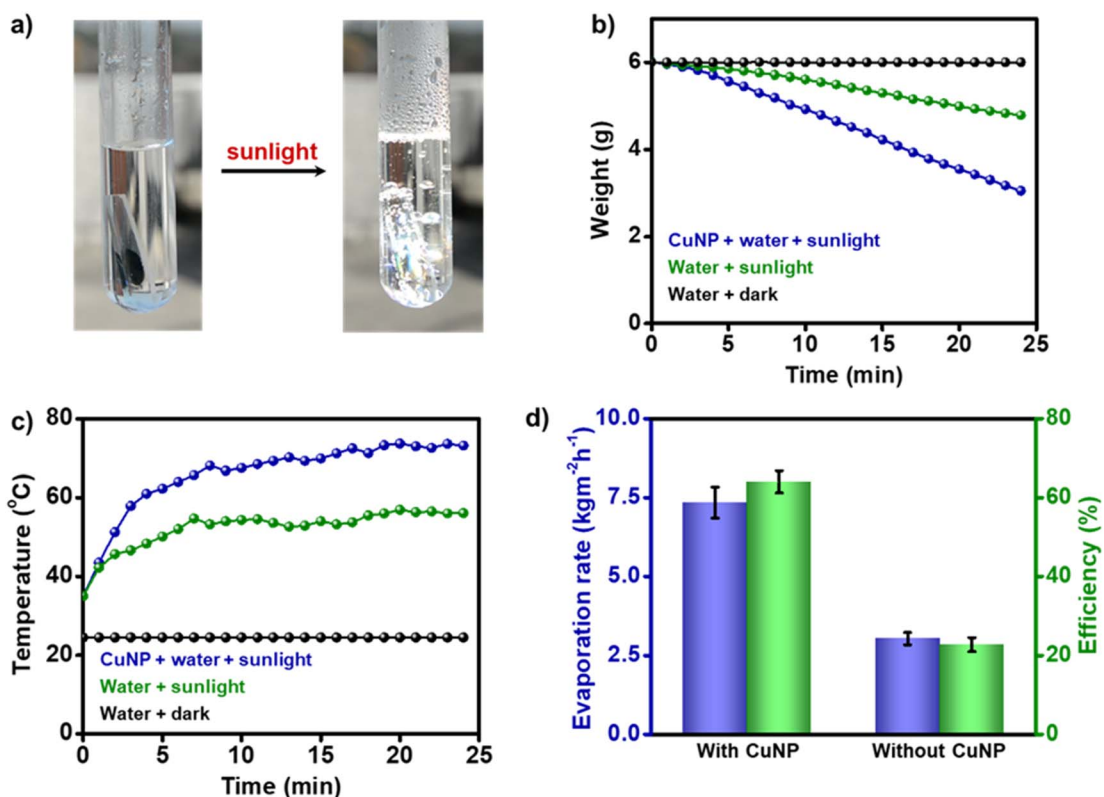 a)
sunlight
b)
Weight (g)
6
4
2
0
CuNP + water + sunlight
Water + sunlight
Water + dark
0 5 10 15 20 25
Time (min)
c)
Temperature (⁰C)
80
60
40
20
0
CuNP + water + sunlight
Water + sunlight
Water + dark
0 5 10 15 20 25
Time (min)
d)
Evaporation rate (kgm⁻²h⁻¹)
10.0
7.5
5.0
2.5
0.0
With CuNP Without CuNP
80
60
40
20
0
Efficiency (%)